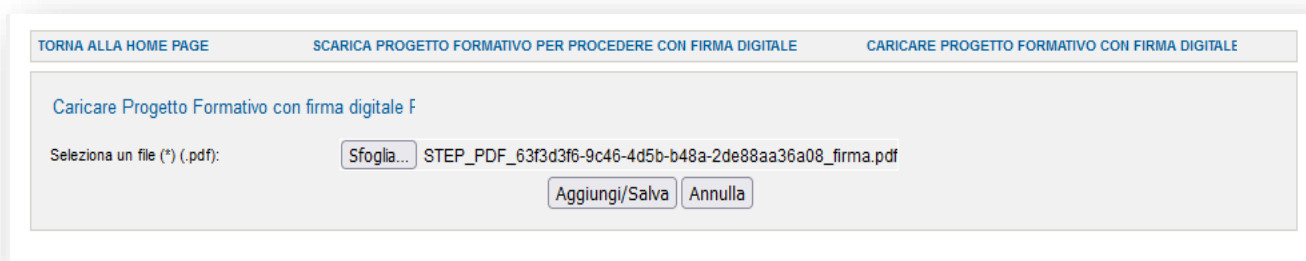 TORNA ALLA HOME PAGE SCARICA PROGETTO FORMATIVO PER PROCEDERE CON FIRMA DIGITALE CARICARE PROGETTO FORMATIVO CON FIRMA DIGITALE
Caricare Progetto Formativo con firma digitale F
Seleziona un file (*) (.pdf): Sfoglia... STEP_PDF_63f3d3f6-9c46-4d5b-b48a-2de88aa36a08_firma.pdf
Aggiungi/Salva Annulla